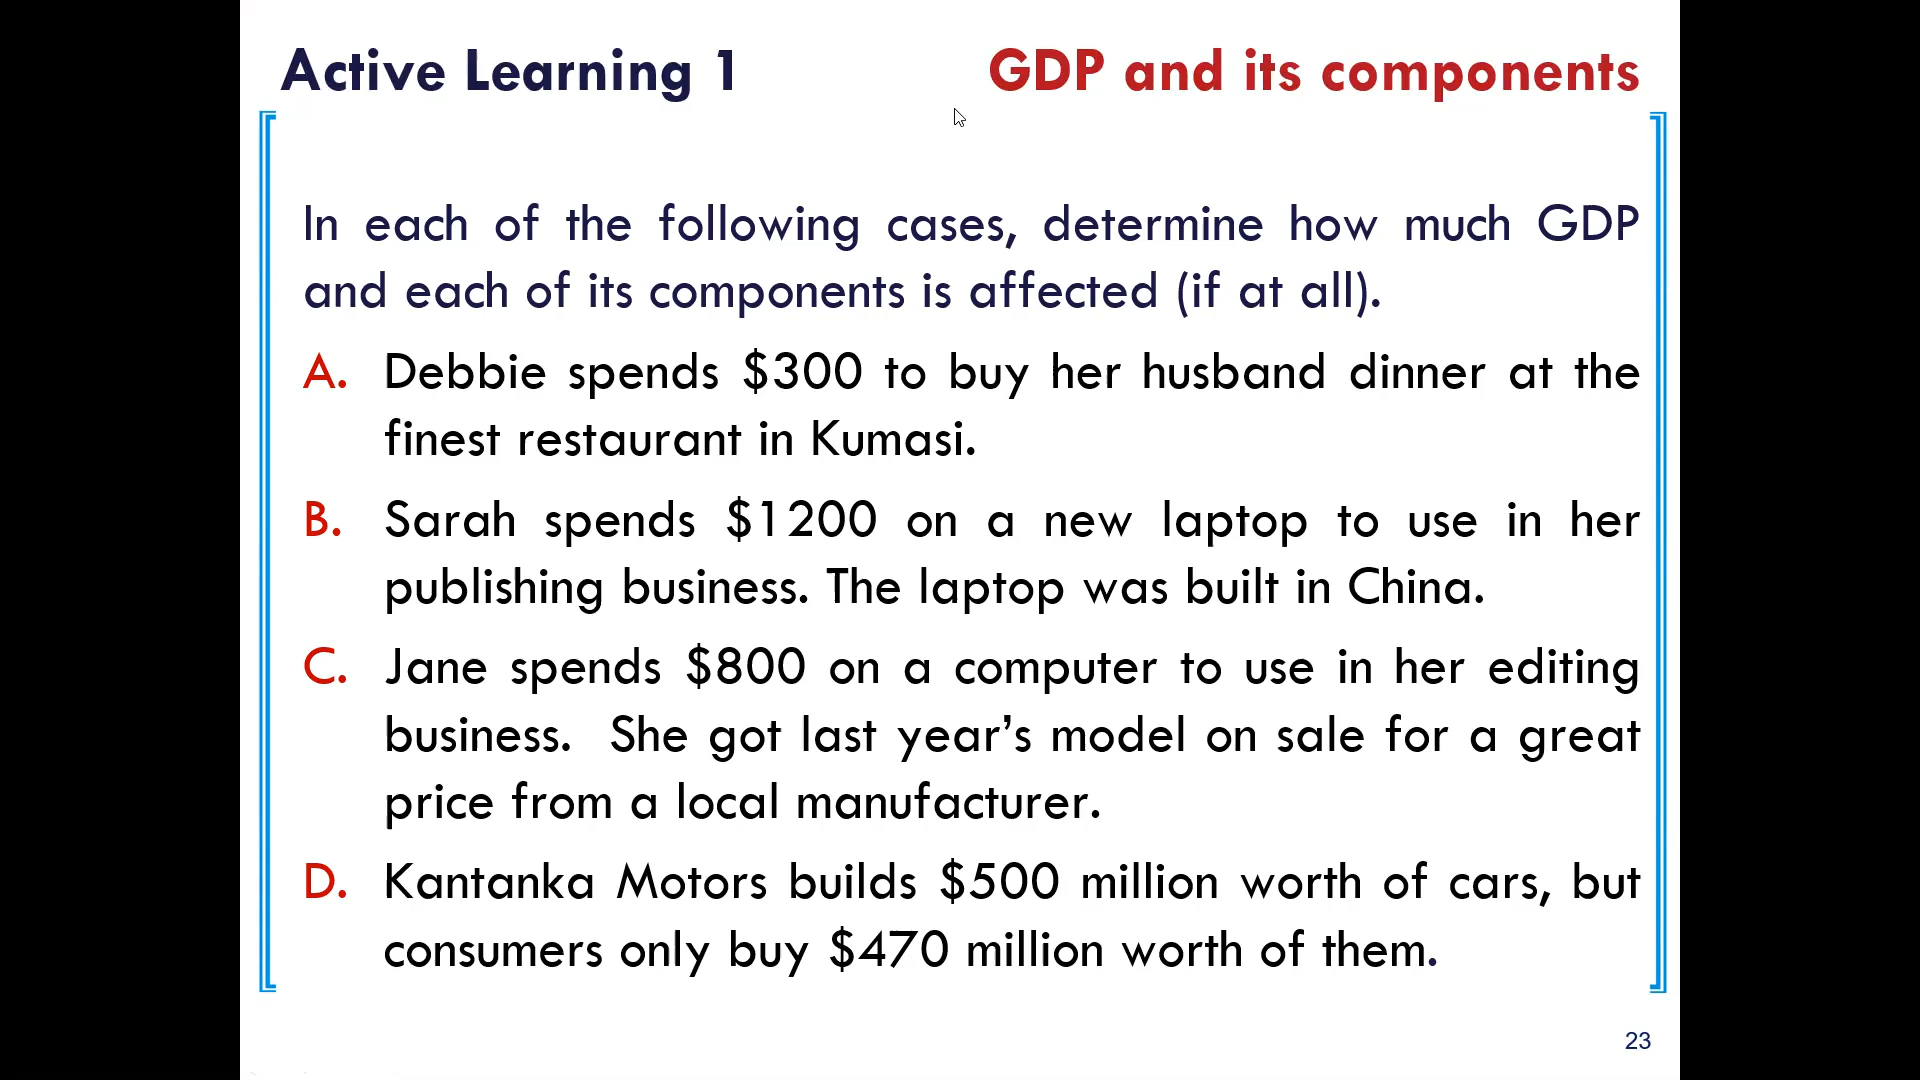 Active Learning 1 GDP and its components
In each of the following cases, determine how much GDP
and each of its components is affected (if at all).
A. Debbie spends $300 to buy her husband dinner at the
finest restaurant in Kumasi.
B. Sarah spends $1200 on a new laptop to use in her
publishing business. The laptop was built in China.
C. Jane spends $800 on a computer to use in her editing
business. She got last year’s model on sale for a great
price from a local manufacturer.
D. Kantanka Motors builds $500 million worth of cars, but
consumers only buy $470 million worth of them.
23